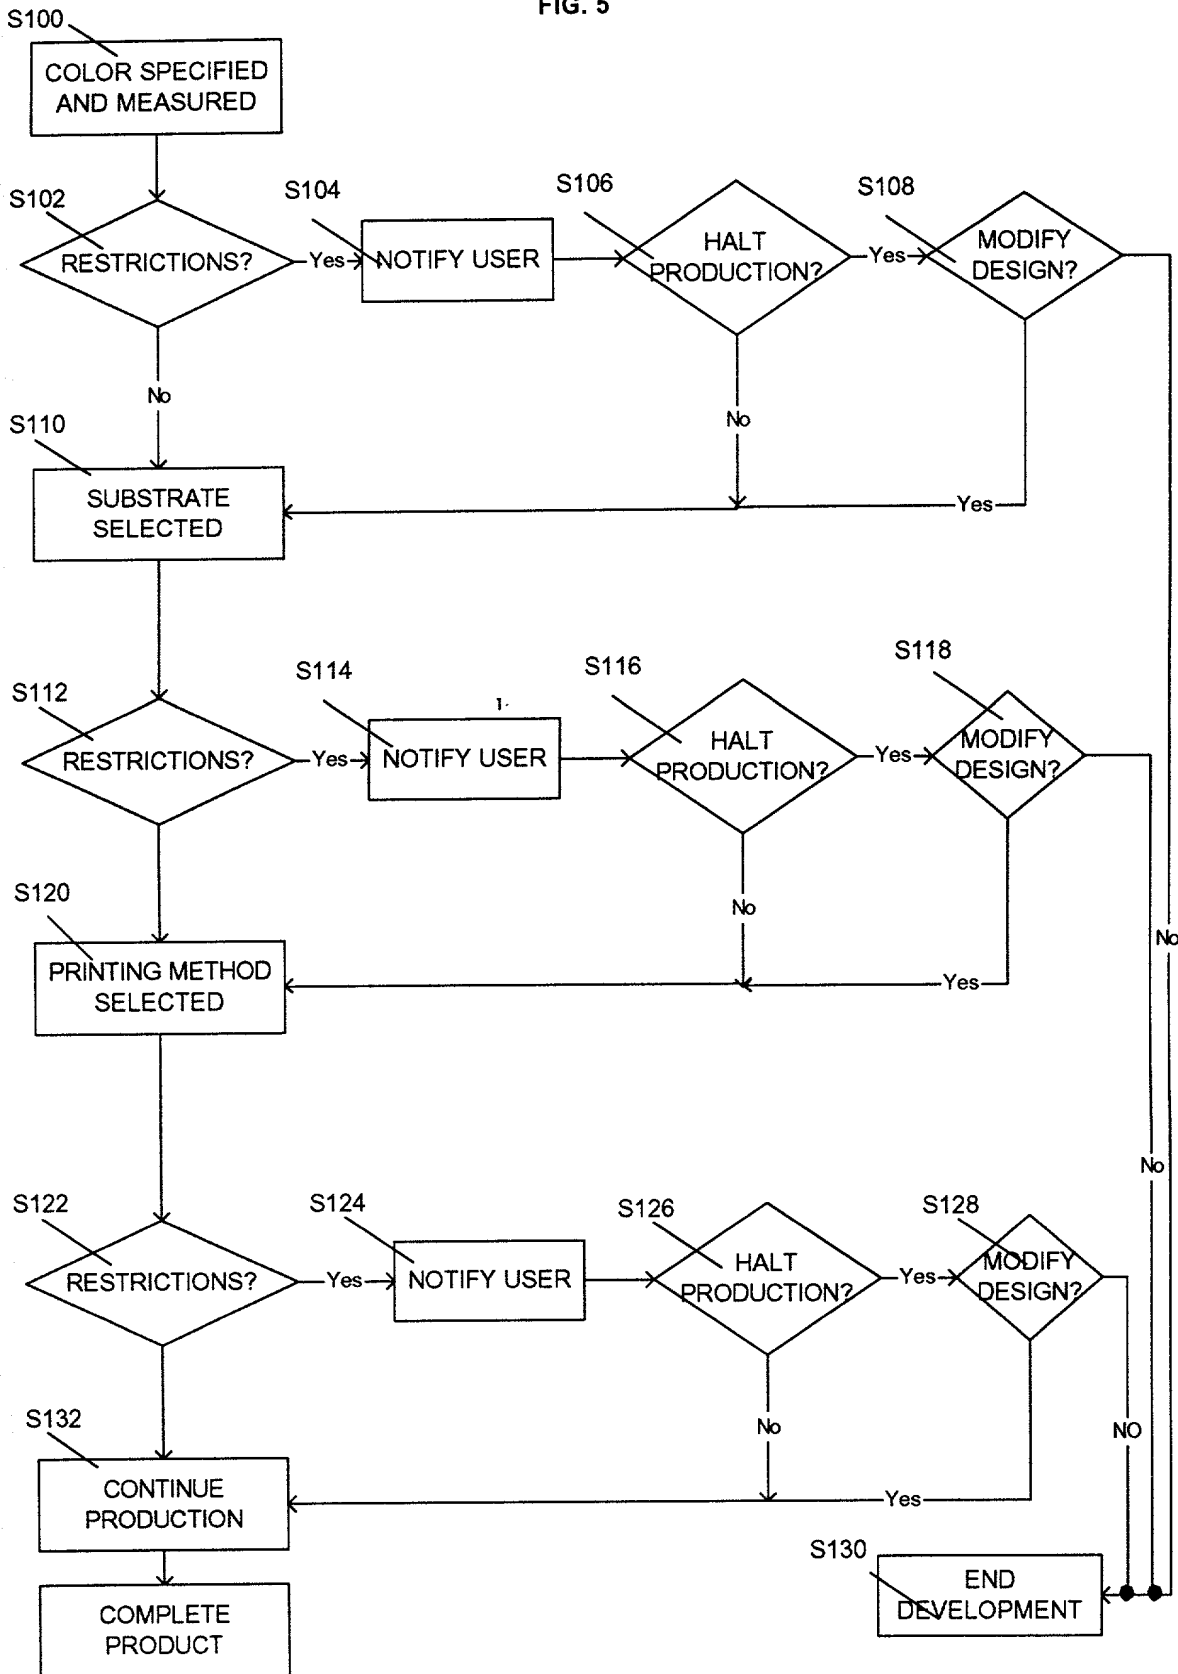 FIG. 5
S100
COLOR SPECIFIED
AND MEASURED
S102
RESTRICTIONS?
Yes
S104
NOTIFY USER
S106
HALT
PRODUCTION?
Yes
S108
MODIFY
DESIGN?
No
No
Yes
No
S110
SUBSTRATE
SELECTED
S112
RESTRICTIONS?
Yes
S114
NOTIFY USER
S116
HALT
PRODUCTION?
Yes
S118
MODIFY
DESIGN?
No
Yes
No
S120
PRINTING METHOD
SELECTED
S122
RESTRICTIONS?
Yes
S124
NOTIFY USER
S126
HALT
PRODUCTION?
Yes
S128
MODIFY
DESIGN?
No
Yes
NO
S132
CONTINUE
PRODUCTION
S130
END
DEVELOPMENT
COMPLETE
PRODUCT